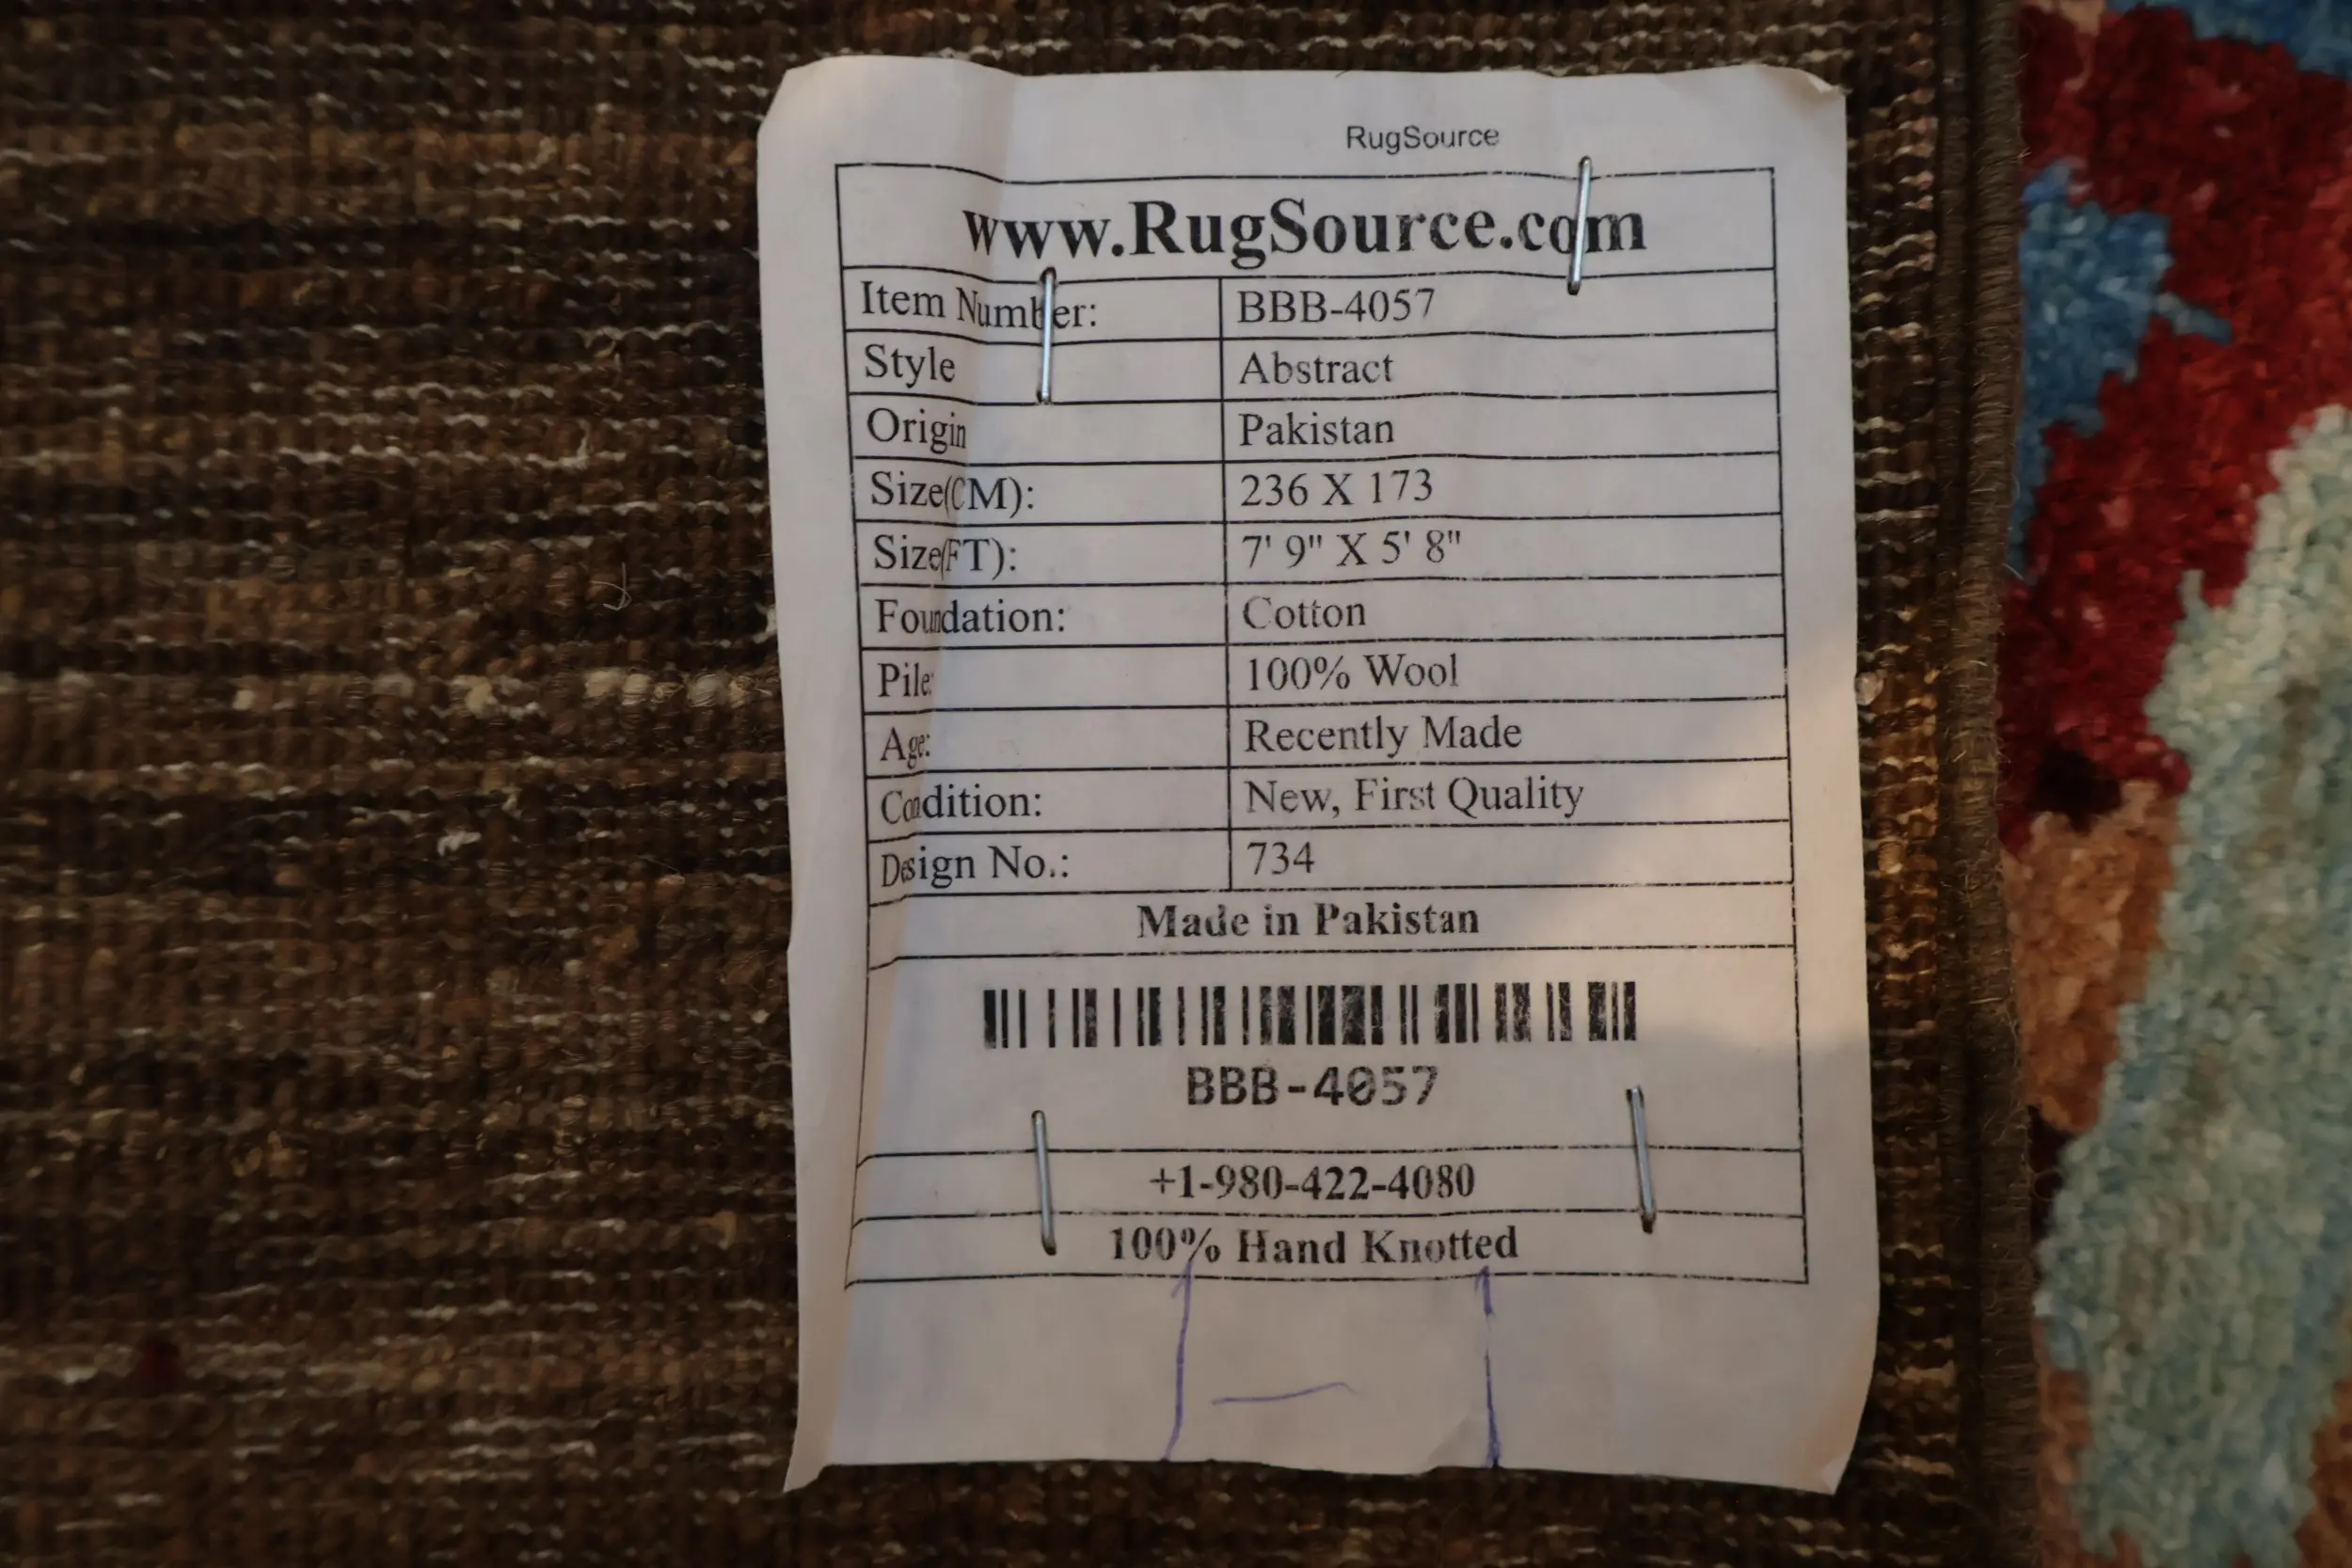 RugSource
www.RugSource.com
Item Number: BBB-4057
Style Abstract
Origin Pakistan
Size(CM): 236 X 173
Size(FT): 7' 9" X 5' 8"
Foundation: Cotton
Pile: 100% Wool
Age: Recently Made
Condition: New, First Quality
Design No.: 734
Made in Pakistan
BBB-4057
+1-980-422-4080
100% Hand Knotted
1 - 1